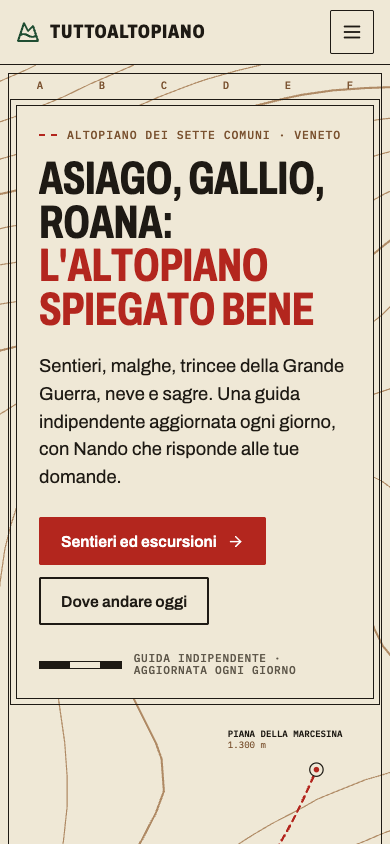 TUTTOALTOPIANO
A B C D E F
ALTOPIANO DEI SETTE COMUNI · VENETO
ASIAGO, GALLIO,
ROANA:
L'ALTOPIANO
SPIEGATO BENE
Sentieri, malghe, trincee della Grande
Guerra, neve e sagre. Una guida
indipendente aggiornata ogni giorno,
con Nando che risponde alle tue
domande.
Sentieri ed escursioni →
Dove andare oggi
GUIDA INDIPENDENTE ·
AGGIORNATA OGNI GIORNO
PIANA DELLA MARCESINA
1.300 m